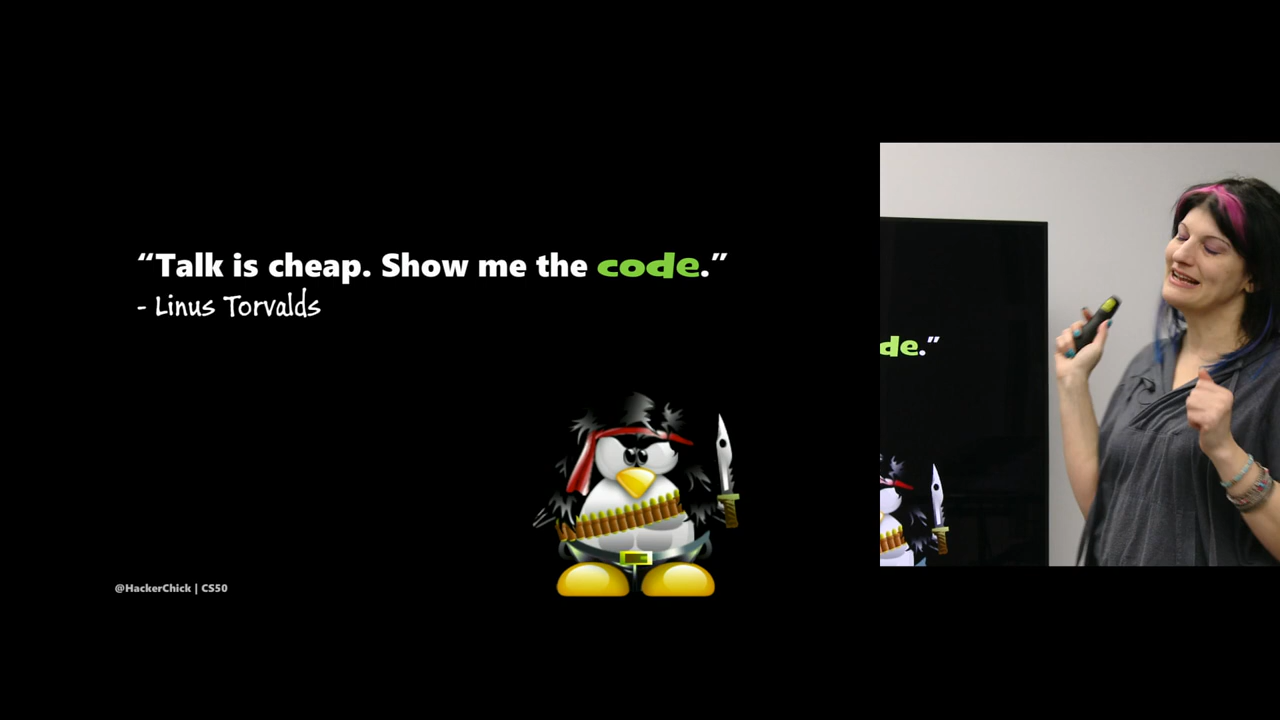 “Talk is cheap. Show me the code.”
- Linus Torvalds
de.”
@HackerChick | CS50